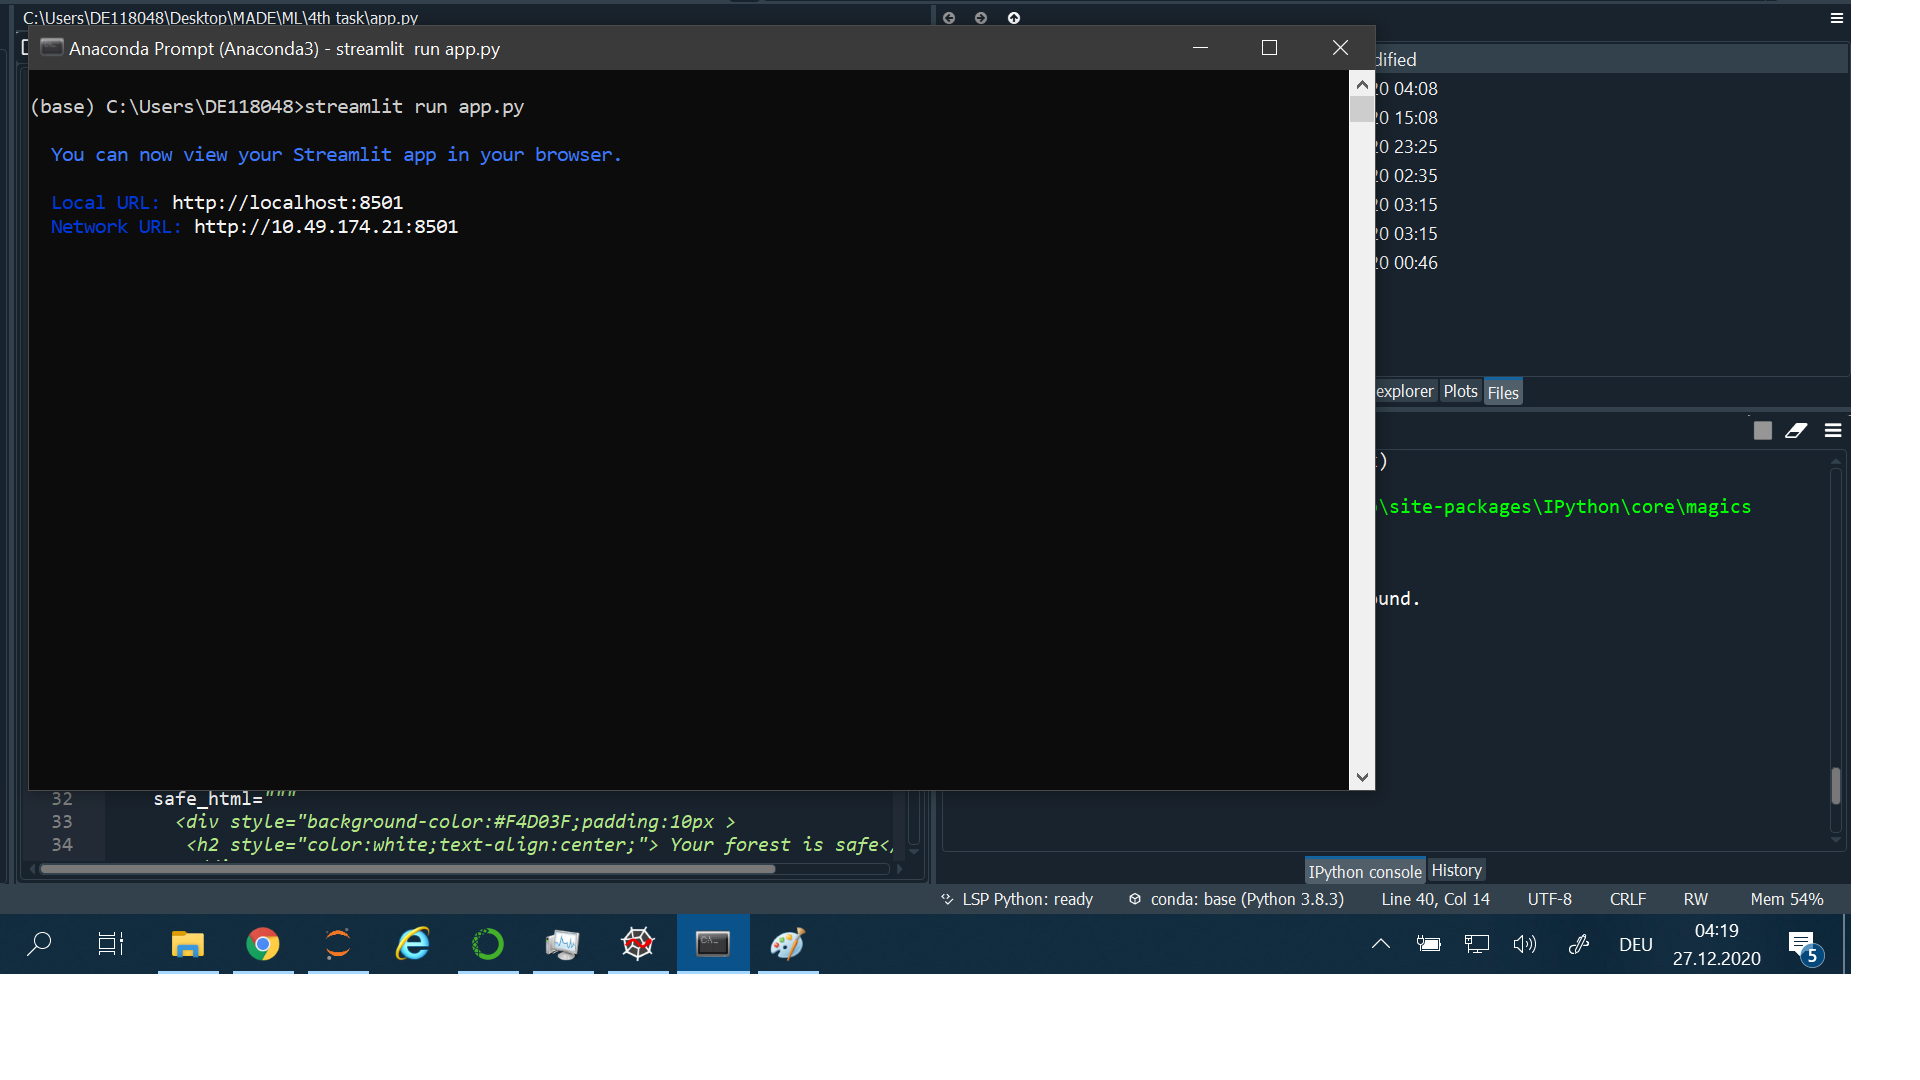 C:\Users\DE118048\Desktop\MADE\ML\4th task\app.py
Anaconda Prompt (Anaconda3) - streamlit  run app.py
(base) C:\Users\DE118048>streamlit run app.py
You can now view your Streamlit app in your browser.
Local URL: http://localhost:8501
Network URL: http://10.49.174.21:8501
dified
20 04:08
20 15:08
20 23:25
20 02:35
20 03:15
20 03:15
20 00:46
explorer Plots Files
)
\site-packages\IPython\core\magics
ound.
32 safe_html="""
33 <div style="background-color:#F4D03F;padding:10px >
34 <h2 style="color:white;text-align:center;"> Your forest is safe</
IPython console History
LSP Python: ready conda: base (Python 3.8.3) Line 40, Col 14 UTF-8 CRLF RW Mem 54%
DEU
04:19
27.12.2020
5